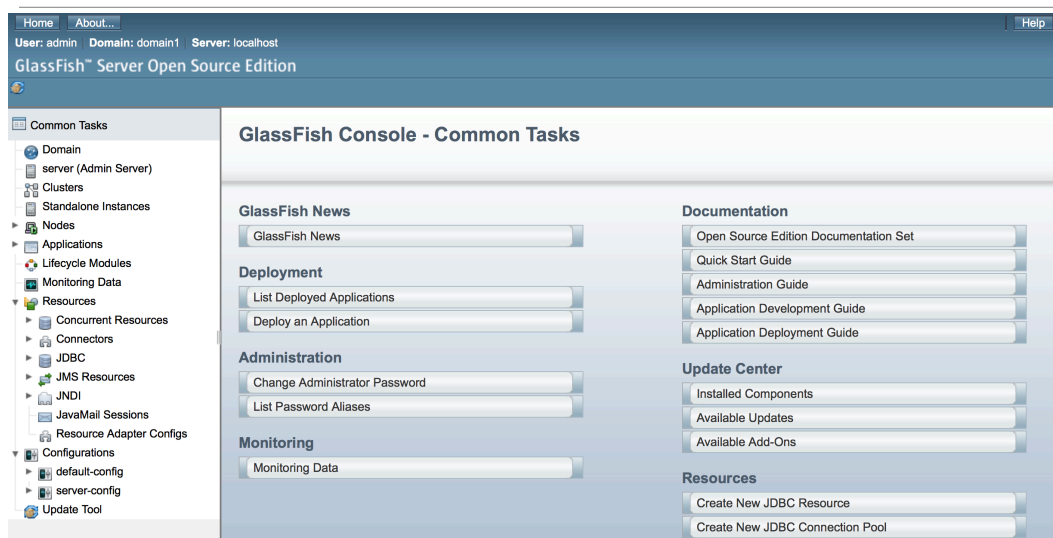 Home About... Help
User: admin Domain: domain1 Server: localhost
GlassFish™ Server Open Source Edition
Common Tasks
Domain
server (Admin Server)
Clusters
Standalone Instances
Nodes
Applications
Lifecycle Modules
Monitoring Data
Resources
Concurrent Resources
Connectors
JDBC
JMS Resources
JNDI
JavaMail Sessions
Resource Adapter Configs
Configurations
default-config
server-config
Update Tool
GlassFish Console - Common Tasks
GlassFish News
GlassFish News
Deployment
List Deployed Applications
Deploy an Application
Administration
Change Administrator Password
List Password Aliases
Monitoring
Monitoring Data
Documentation
Open Source Edition Documentation Set
Quick Start Guide
Administration Guide
Application Development Guide
Application Deployment Guide
Update Center
Installed Components
Available Updates
Available Add-Ons
Resources
Create New JDBC Resource
Create New JDBC Connection Pool